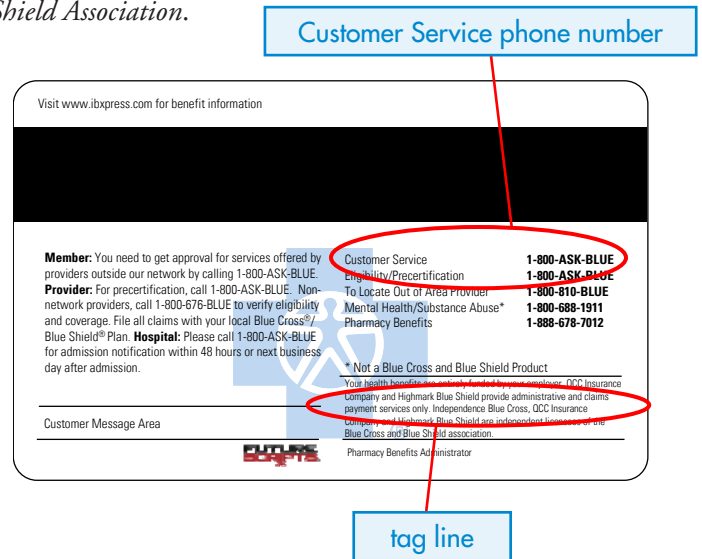 Shield Association.
Customer Service phone number
Visit www.ibxpress.com for benefit information
Member: You need to get approval for services offered by
providers outside our network by calling 1-800-ASK-BLUE.
Provider: For precertification, call 1-800-ASK-BLUE. Non-
network providers, call 1-800-676-BLUE to verify eligibility
and coverage. File all claims with your local Blue Cross®/
Blue Shield® Plan. Hospital: Please call 1-800-ASK-BLUE
for admission notification within 48 hours or next business
day after admission.
Customer Message Area
FUTURE
SCRIPTS
Customer Service 1-800-ASK-BLUE
Eligibility/Precertification 1-800-ASK-BLUE
To Locate Out of Area Provider 1-800-810-BLUE
Mental Health/Substance Abuse* 1-800-688-1911
Pharmacy Benefits 1-888-678-7012
* Not a Blue Cross and Blue Shield Product
Your health benefits are entirely funded by your employer. QCC Insurance
Company and Highmark Blue Shield provide administrative and claims
payment services only. Independence Blue Cross, QCC Insurance
Company and Highmark Blue Shield are independent licensees of the
Blue Cross and Blue Shield association.
Pharmacy Benefits Administrator
tag line